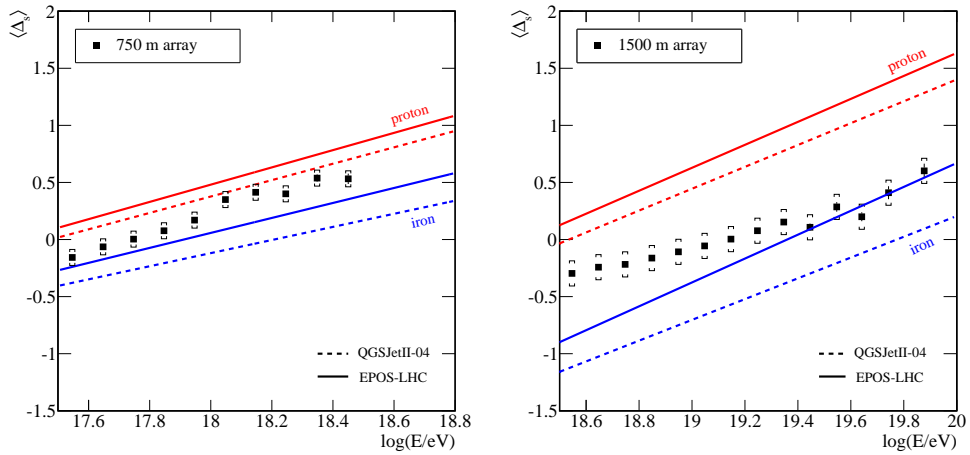 ⟨Δs⟩
2
1.5
1
0.5
0
-0.5
-1
-1.5
750 m array
proton
iron
QGSJetII-04
EPOS-LHC
17.6
17.8
18
18.2
18.4
18.6
18.8
log(E/eV)
⟨Δs⟩
2
1.5
1
0.5
0
-0.5
-1
-1.5
1500 m array
proton
iron
QGSJetII-04
EPOS-LHC
18.6
18.8
19
19.2
19.4
19.6
19.8
20
log(E/eV)